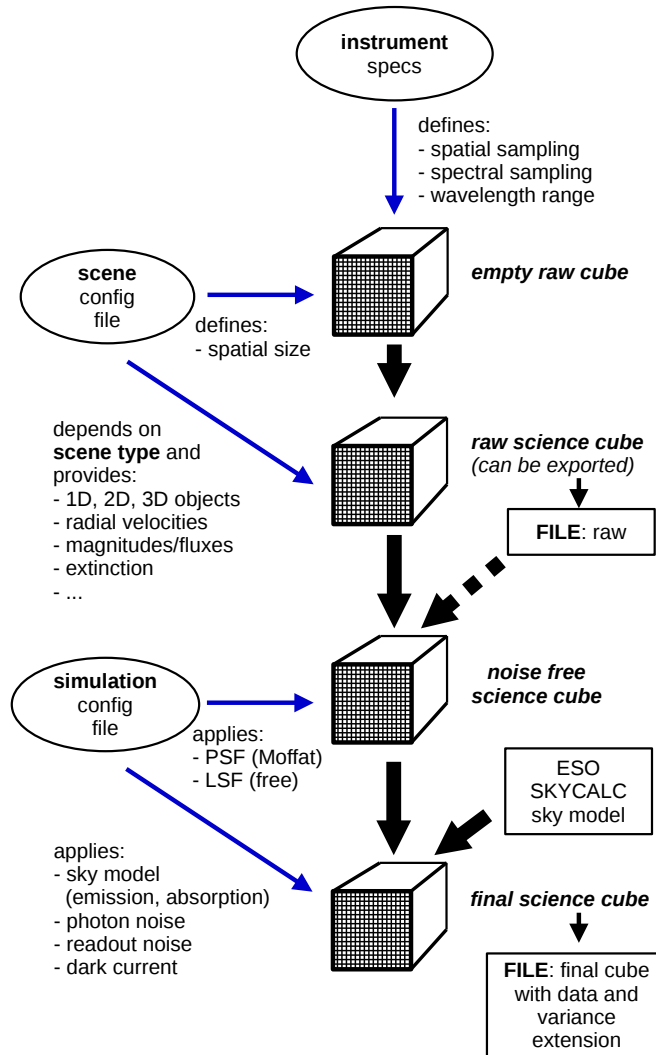 instrument
specs
defines:
- spatial sampling
- spectral sampling
- wavelength range
scene
config
file
empty raw cube
defines:
- spatial size
depends on
scene type and
provides:
- 1D, 2D, 3D objects
- radial velocities
- magnitudes/fluxes
- extinction
- ...
raw science cube
(can be exported)
FILE: raw
simulation
config
file
noise free
science cube
applies:
- PSF (Moffat)
- LSF (free)
ESO
SKYCALC
sky model
applies:
- sky model
(emission, absorption)
- photon noise
- readout noise
- dark current
final science cube
FILE: final cube
with data and
variance
extension